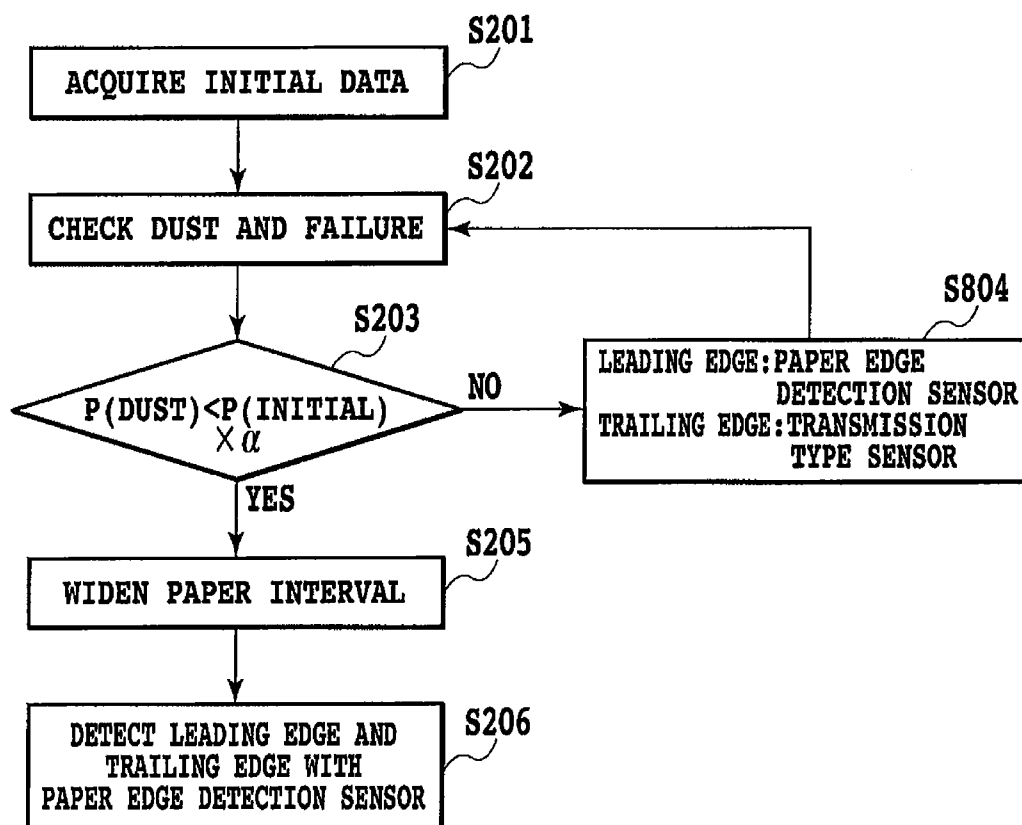 S201
ACQUIRE INITIAL DATA
S202
CHECK DUST AND FAILURE
S203
P(DUST)<P(INITIAL)
×α
NO
S804
LEADING EDGE:PAPER EDGE
DETECTION SENSOR
TRAILING EDGE:TRANSMISSION
TYPE SENSOR
YES
S205
WIDEN PAPER INTERVAL
S206
DETECT LEADING EDGE AND
TRAILING EDGE WITH
PAPER EDGE DETECTION SENSOR